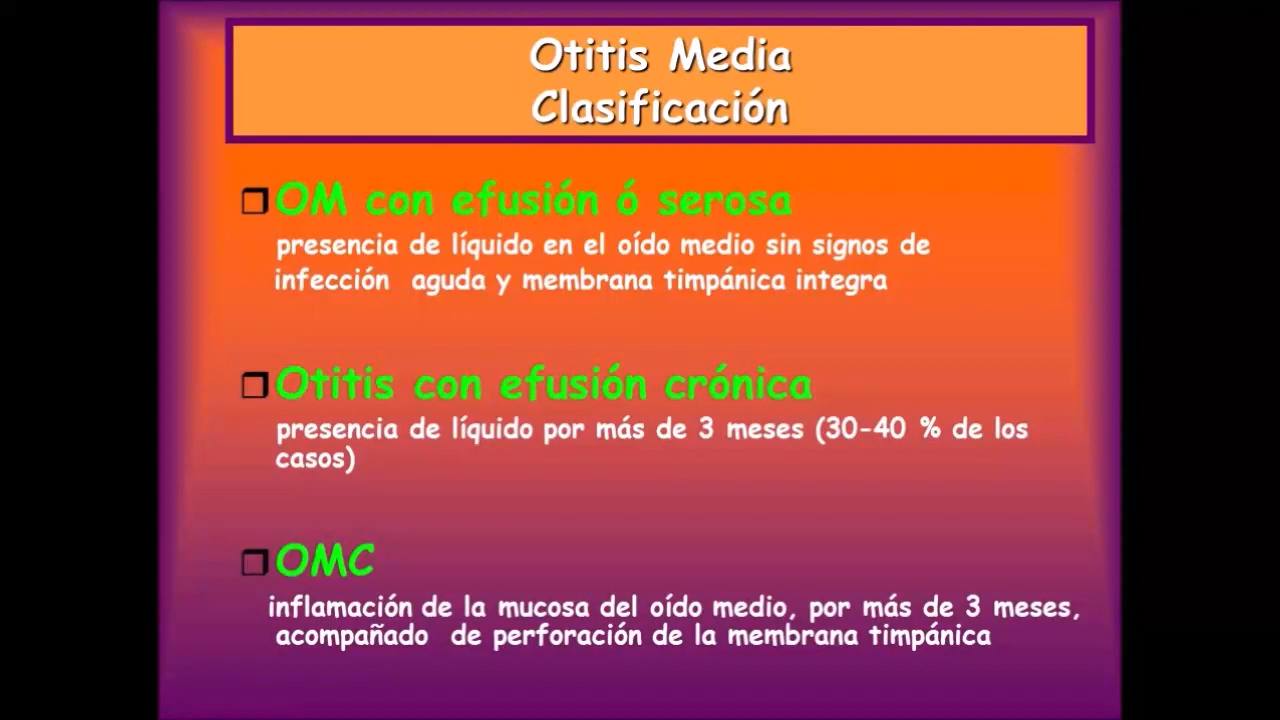 Otitis Media
Clasificación
OM con efusión ó serosa
presencia de líquido en el oído medio sin signos de
infección aguda y membrana timpánica integra
Otitis con efusión crónica
presencia de líquido por más de 3 meses (30-40 % de los
casos)
OMC
inflamación de la mucosa del oído medio, por más de 3 meses,
acompañado de perforación de la membrana timpánica